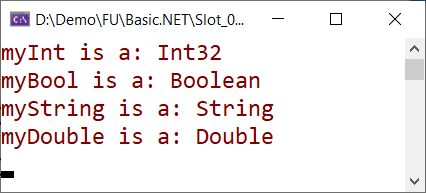 D:\Demo\FU\Basic.NET\Slot_0...
myInt is a: Int32
myBool is a: Boolean
myString is a: String
myDouble is a: Double